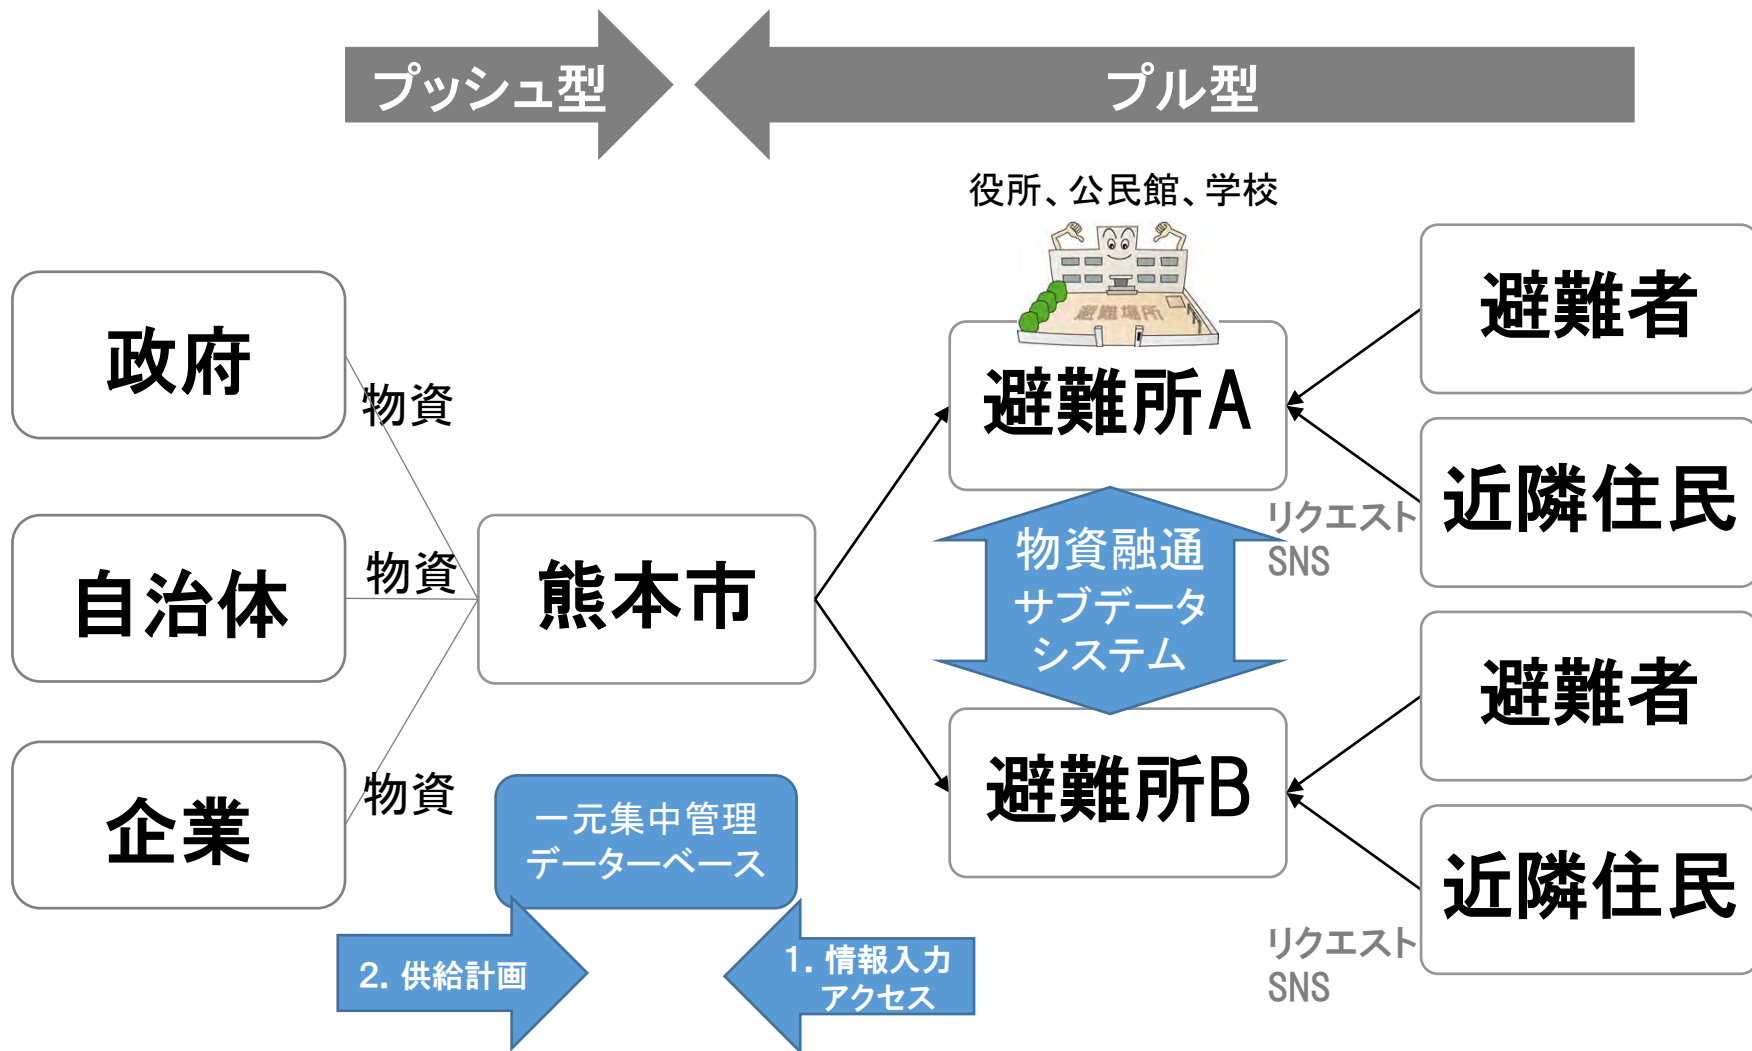 プッシュ型
プル型
役所、公民館、学校
避難場所
政府
物資
自治体
物資
企業
物資
熊本市
一元集中管理
データーベース
2. 供給計画
1. 情報入力
アクセス
避難所A
物資融通
サブデータ
システム
避難所B
リクエスト
SNS
リクエスト
SNS
避難者
近隣住民
避難者
近隣住民